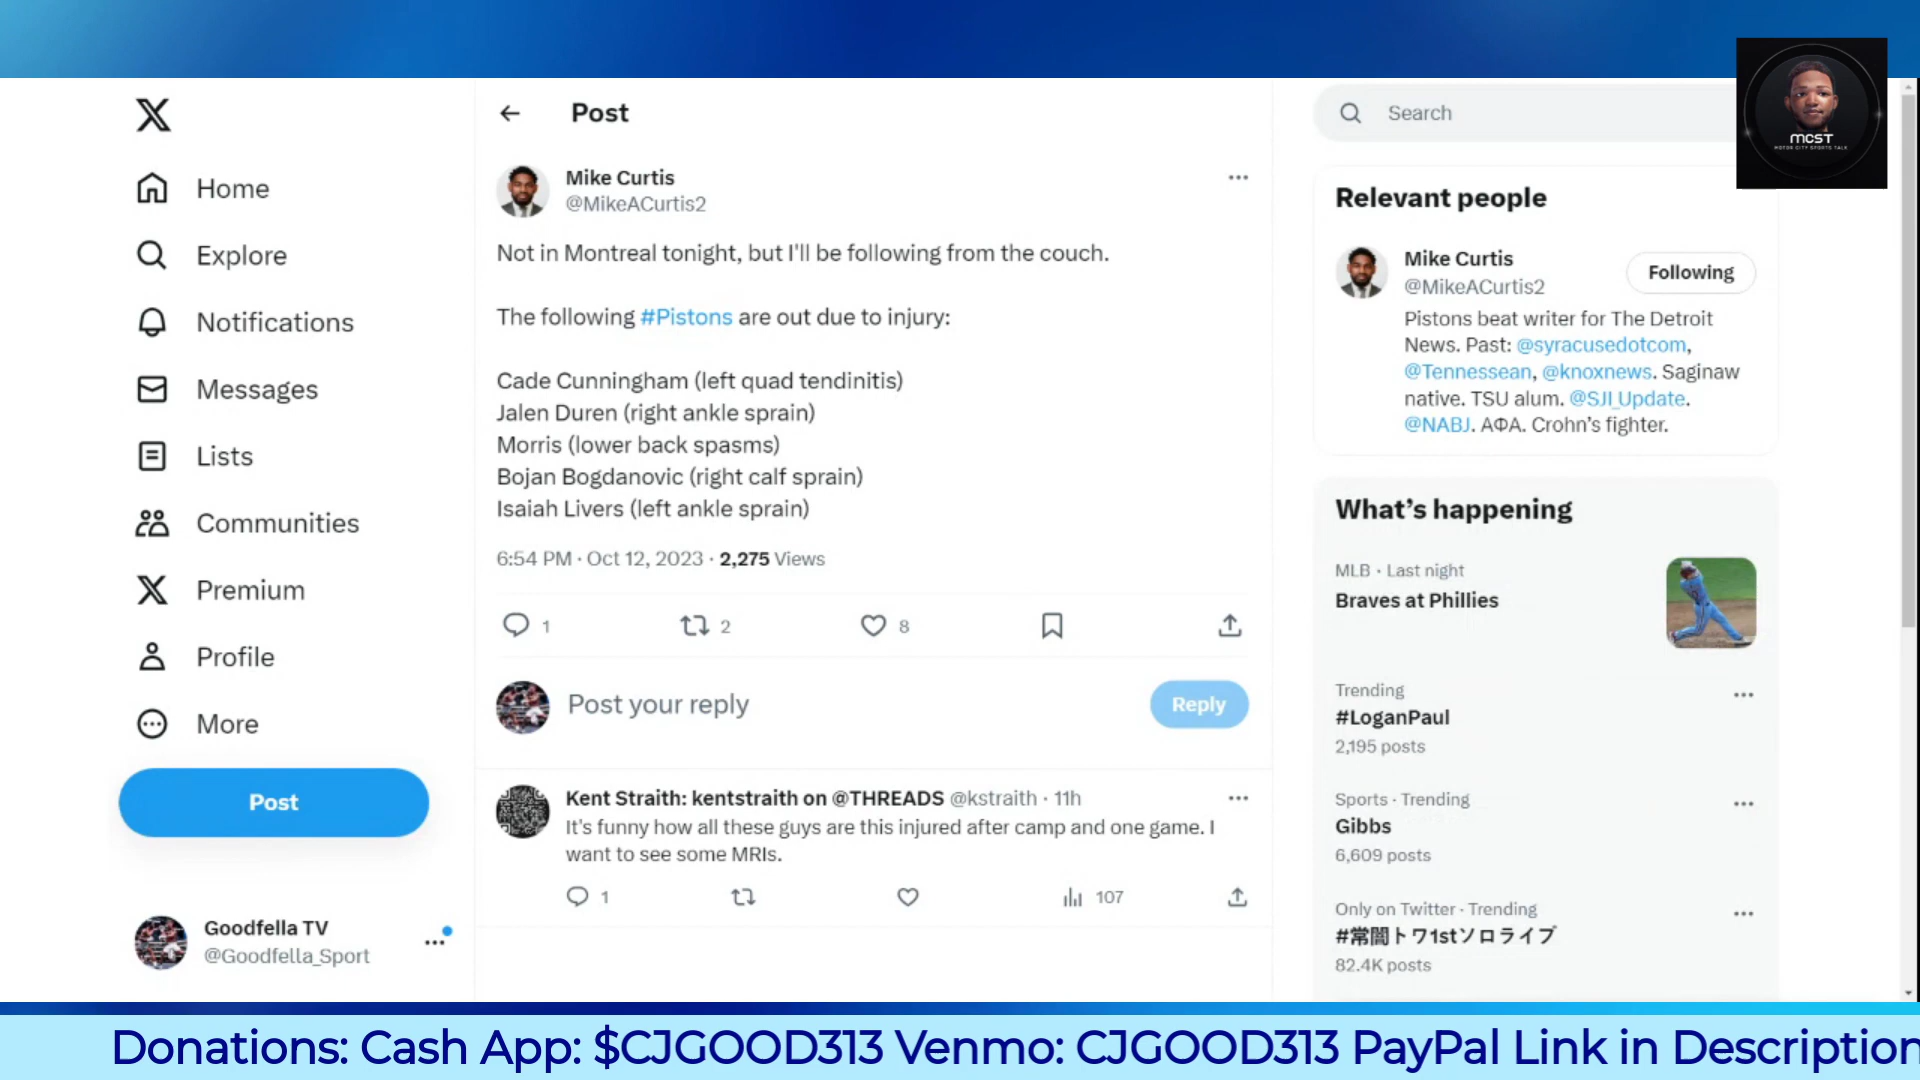 Home
Explore
Notifications
Messages
Lists
Communities
Premium
Profile
More
Post
Goodfella TV
@Goodfella_Sport
Post
Mike Curtis
@MikeACurtis2
Not in Montreal tonight, but I'll be following from the couch.
The following #Pistons are out due to injury:
Cade Cunningham (left quad tendinitis)
Jalen Duren (right ankle sprain)
Morris (lower back spasms)
Bojan Bogdanovic (right calf sprain)
Isaiah Livers (left ankle sprain)
6:54 PM · Oct 12, 2023 · 2,275 Views
1 2 8
Post your reply
Reply
Kent Straith: kentstraith on @THREADS @kstraith · 11h
It's funny how all these guys are this injured after camp and one game. I
want to see some MRIs.
1 107
Search
MCST
MOTOR CITY SPORTS TALK
Relevant people
Mike Curtis
@MikeACurtis2
Following
Pistons beat writer for The Detroit
News. Past: @syracusedotcom,
@Tennessean, @knoxnews. Saginaw
native. TSU alum. @SJI_Update.
@NABJ. ΑΦΑ. Crohn's fighter.
What's happening
MLB · Last night
Braves at Phillies
Trending
#LoganPaul
2,195 posts
Sports · Trending
Gibbs
6,609 posts
Only on Twitter · Trending
#常闇トワ1stソロライブ
82.4K posts
Donations: Cash App: $CJGOOD313 Venmo: CJGOOD313 PayPal Link in Description